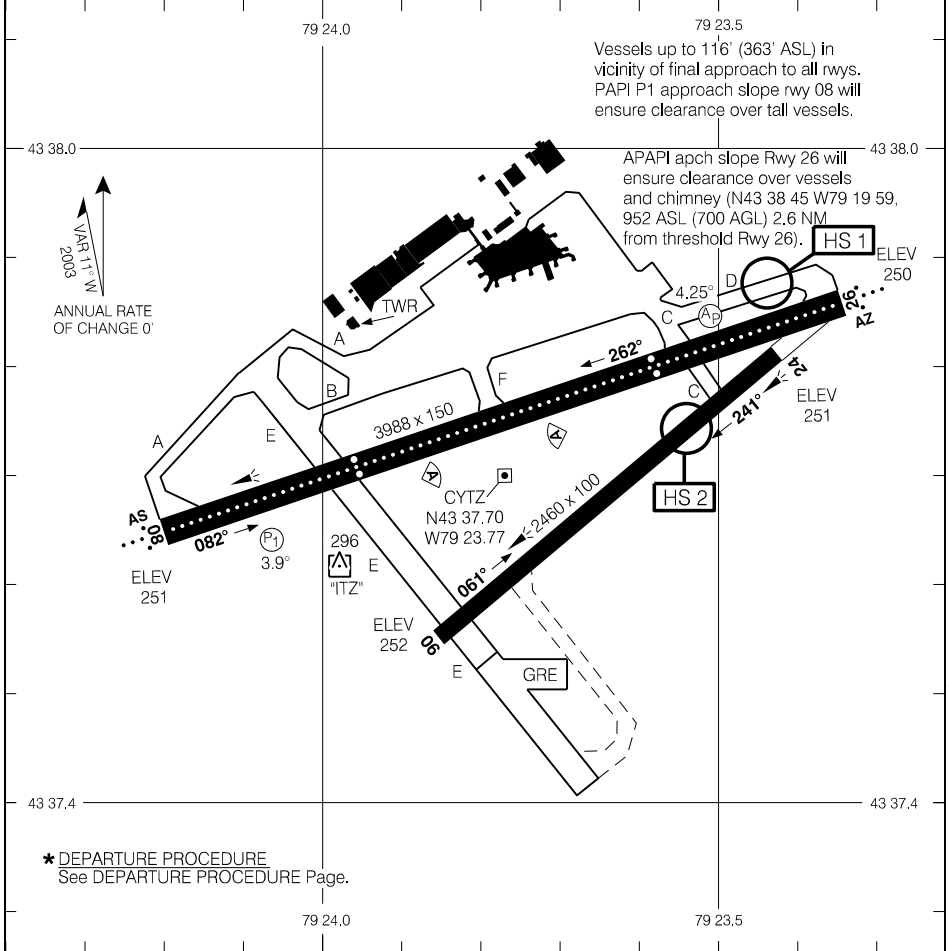 79 24.0
79 23.5
Vessels up to 116' (363' ASL) in
vicinity of final approach to all rwys.
PAPI P1 approach slope rwy 08 will
ensure clearance over tall vessels.
43 38.0
43 38.0
APAPI apch slope Rwy 26 will
ensure clearance over vessels
and chimney (N43 38 45 W79 19 59,
952 ASL (700 AGL) 2.6 NM
from threshold Rwy 26).
HS 1
VAR 11° W
2003
ANNUAL RATE
OF CHANGE 0'
ELEV
250
D
4.25°
AP
26
AZ
TWR
C
A
262°
24
B
F
C
ELEV
251
3988 x 150
241°
A
E
A
A
HS 2
CYTZ
N43 37.70
W79 23.77
2460 x 100
AS
08
082°
P1
3.9°
296
"ITZ"
E
ELEV
251
061°
ELEV
252
06
E
GRE
43 37.4
43 37.4
* DEPARTURE PROCEDURE
See DEPARTURE PROCEDURE Page.
79 24.0
79 23.5